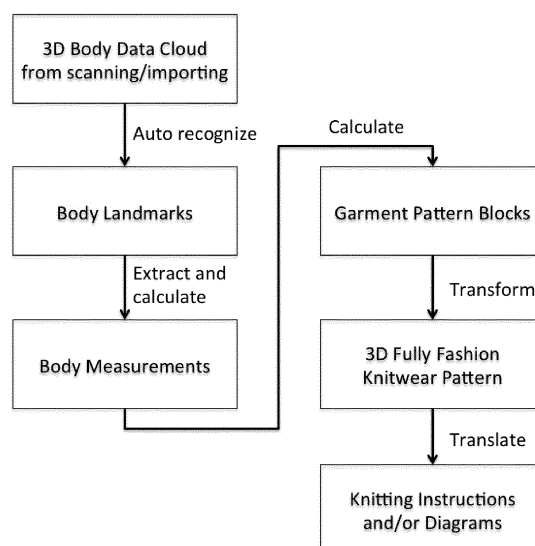 3D Body Data Cloud
from scanning/importing
Auto recognize
Body Landmarks
Extract and
calculate
Body Measurements
Calculate
Garment Pattern Blocks
Transform
3D Fully Fashion
Knitwear Pattern
Translate
Knitting Instructions
and/or Diagrams